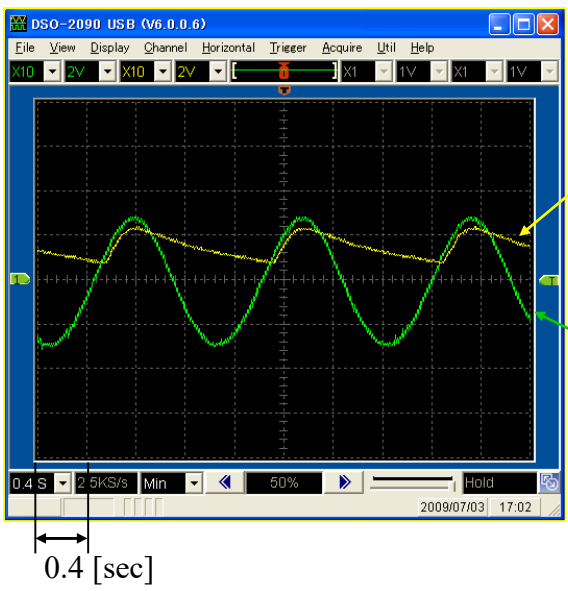 DSO-2090 USB (V6.0.0.6)
File View Display Channel Horizontal Trigger Acquire Util Help
X10 2V X10 2V X1 1V X1 1V
T
1 T
0.4 S 2.5KS/s Min 50% Hold
2009/07/03 17:02
0.4 [sec]